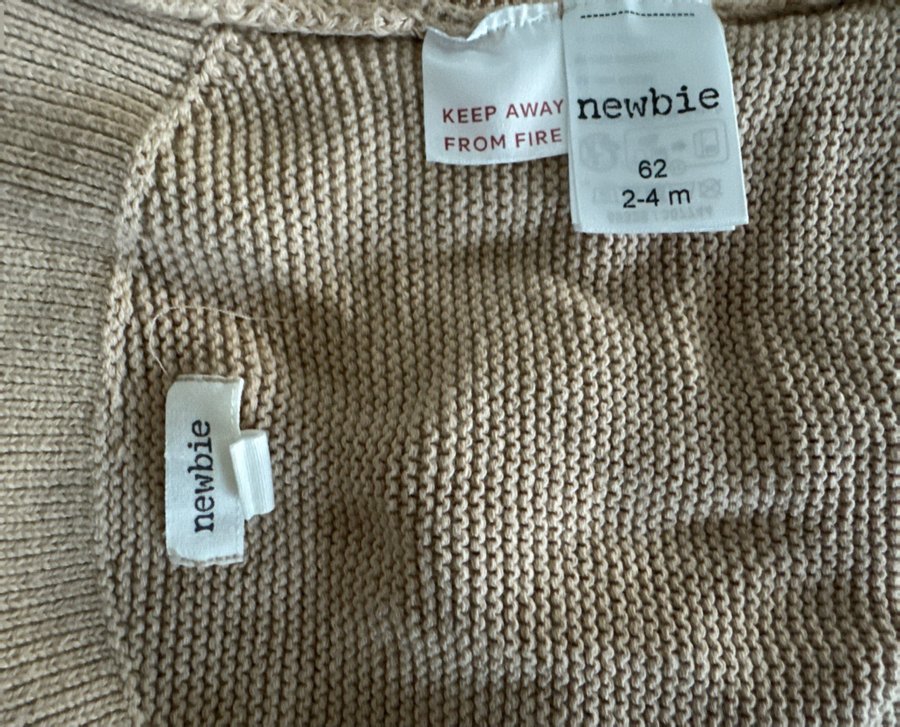 KEEP AWAY
FROM FIRE
newbie
62
2-4 m
newbie